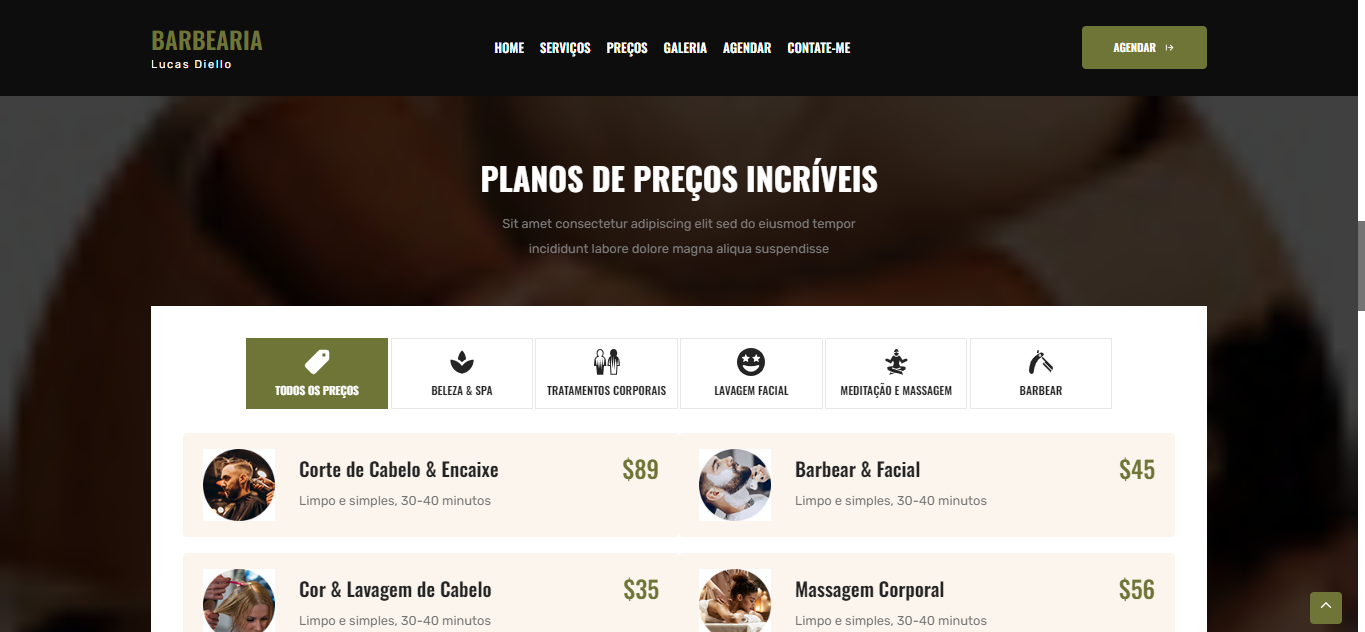 BARBEARIA
Lucas Diello
HOME SERVIÇOS PREÇOS GALERIA AGENDAR CONTATE-ME
AGENDAR
PLANOS DE PREÇOS INCRÍVEIS
Sit amet consectetur adipiscing elit sed do eiusmod tempor
incididunt labore dolore magna aliqua suspendisse
TODOS OS PREÇOS
BELEZA & SPA
TRATAMENTOS CORPORAIS
LAVAGEM FACIAL
MEDITAÇÃO E MASSAGEM
BARBEAR
Corte de Cabelo & Encaixe $89
Limpo e simples, 30-40 minutos
Barbear & Facial $45
Limpo e simples, 30-40 minutos
Cor & Lavagem de Cabelo $35
Limpo e simples, 30-40 minutos
Massagem Corporal $56
Limpo e simples, 30-40 minutos